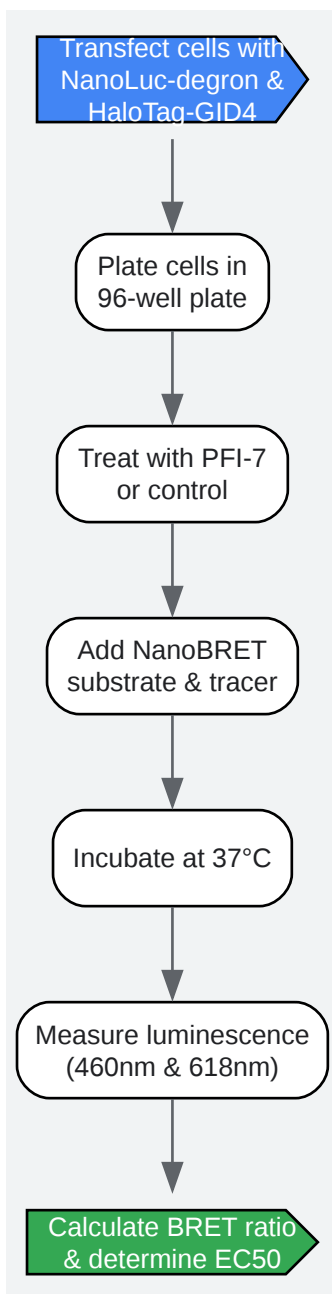 Transfect cells with
NanoLuc-degron &
HaloTag-GID4
Plate cells in
96-well plate
Treat with PFI-7
or control
Add NanoBRET
substrate & tracer
Incubate at 37°C
Measure luminescence
(460nm & 618nm)
Calculate BRET ratio
& determine EC50